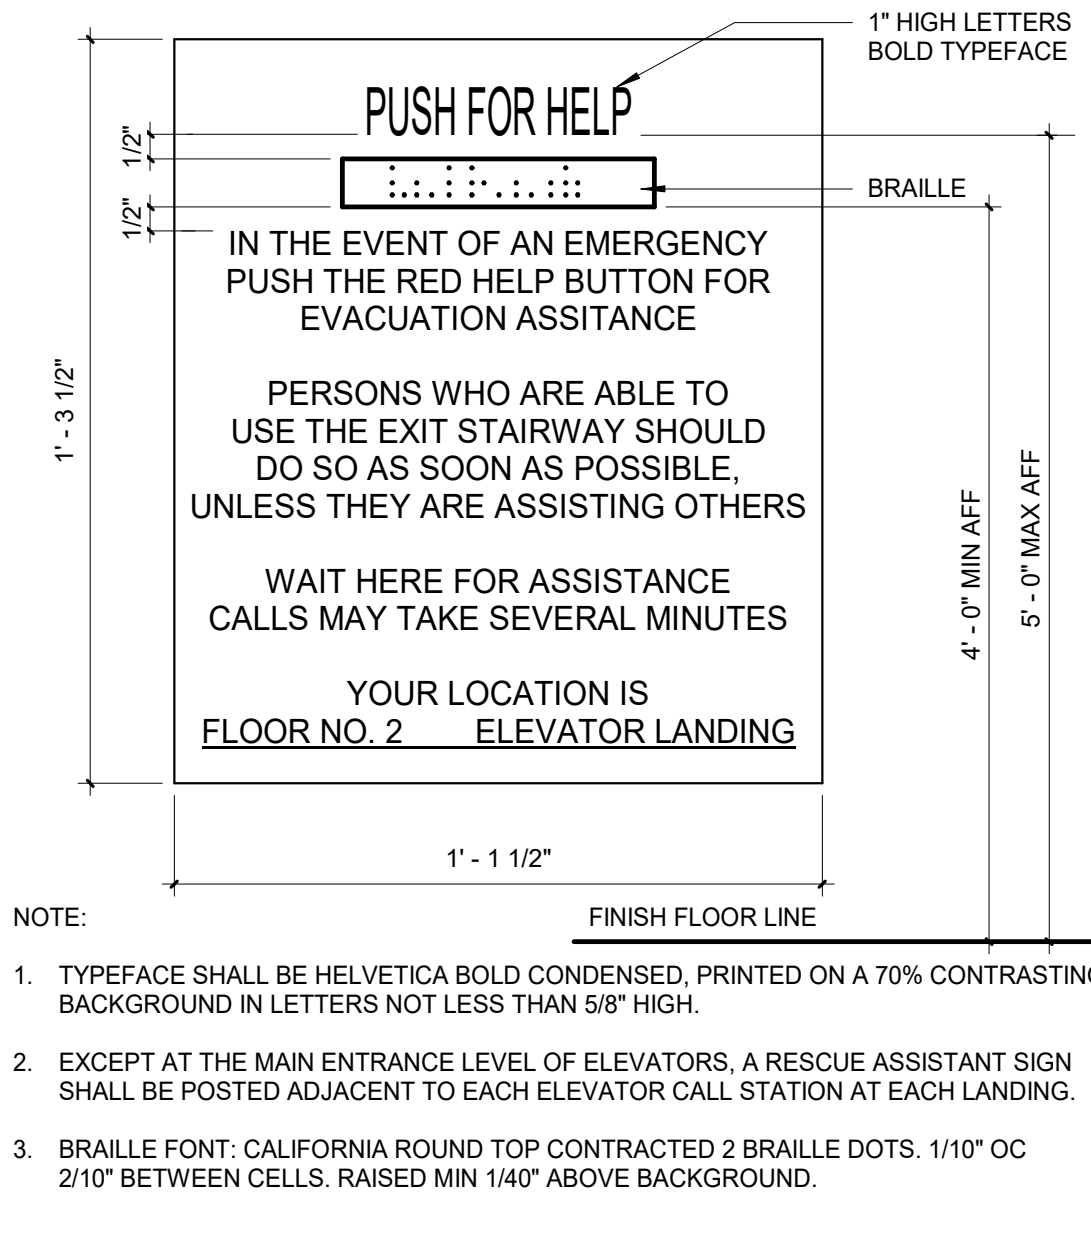 1" HIGH LETTERS
BOLD TYPEFACE
PUSH FOR HELP
1/2"
BRAILLE
1/2"
IN THE EVENT OF AN EMERGENCY
PUSH THE RED HELP BUTTON FOR
EVACUATION ASSITANCE
1' - 3 1/2"
PERSONS WHO ARE ABLE TO
USE THE EXIT STAIRWAY SHOULD
DO SO AS SOON AS POSSIBLE,
UNLESS THEY ARE ASSISTING OTHERS
4' - 0" MIN AFF
5' - 0" MAX AFF
WAIT HERE FOR ASSISTANCE
CALLS MAY TAKE SEVERAL MINUTES
YOUR LOCATION IS
FLOOR NO. 2 ELEVATOR LANDING
1' - 1 1/2"
NOTE:
FINISH FLOOR LINE
1. TYPEFACE SHALL BE HELVETICA BOLD CONDENSED, PRINTED ON A 70% CONTRASTING
BACKGROUND IN LETTERS NOT LESS THAN 5/8" HIGH.
2. EXCEPT AT THE MAIN ENTRANCE LEVEL OF ELEVATORS, A RESCUE ASSISTANT SIGN
SHALL BE POSTED ADJACENT TO EACH ELEVATOR CALL STATION AT EACH LANDING.
3. BRAILLE FONT: CALIFORNIA ROUND TOP CONTRACTED 2 BRAILLE DOTS. 1/10" OC
2/10" BETWEEN CELLS. RAISED MIN 1/40" ABOVE BACKGROUND.